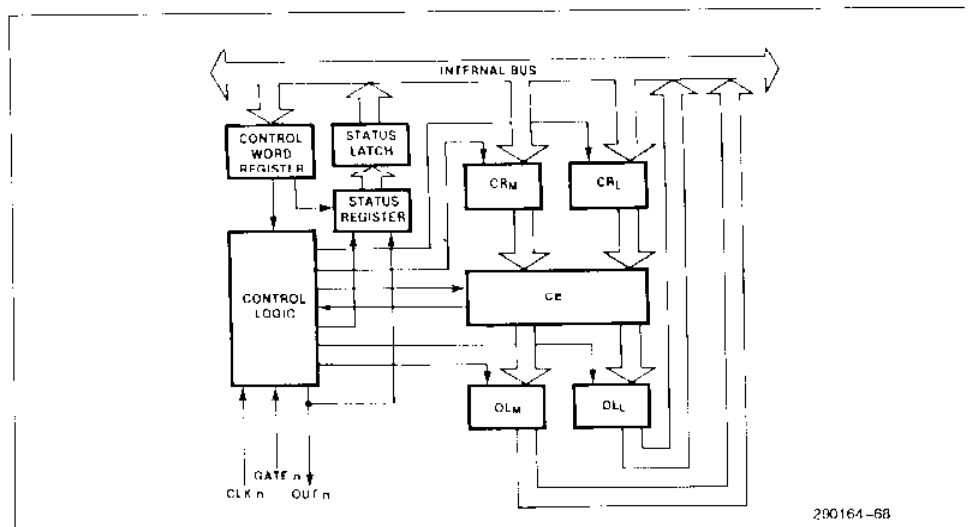 INTERNAL BUS
CONTROL
WORD
REGISTER
STATUS
LATCH
STATUS
REGISTER
CRM
CRL
CONTROL
LOGIC
CE
OLM
OLL
GATE n
CLK n
OUT n
290164-68